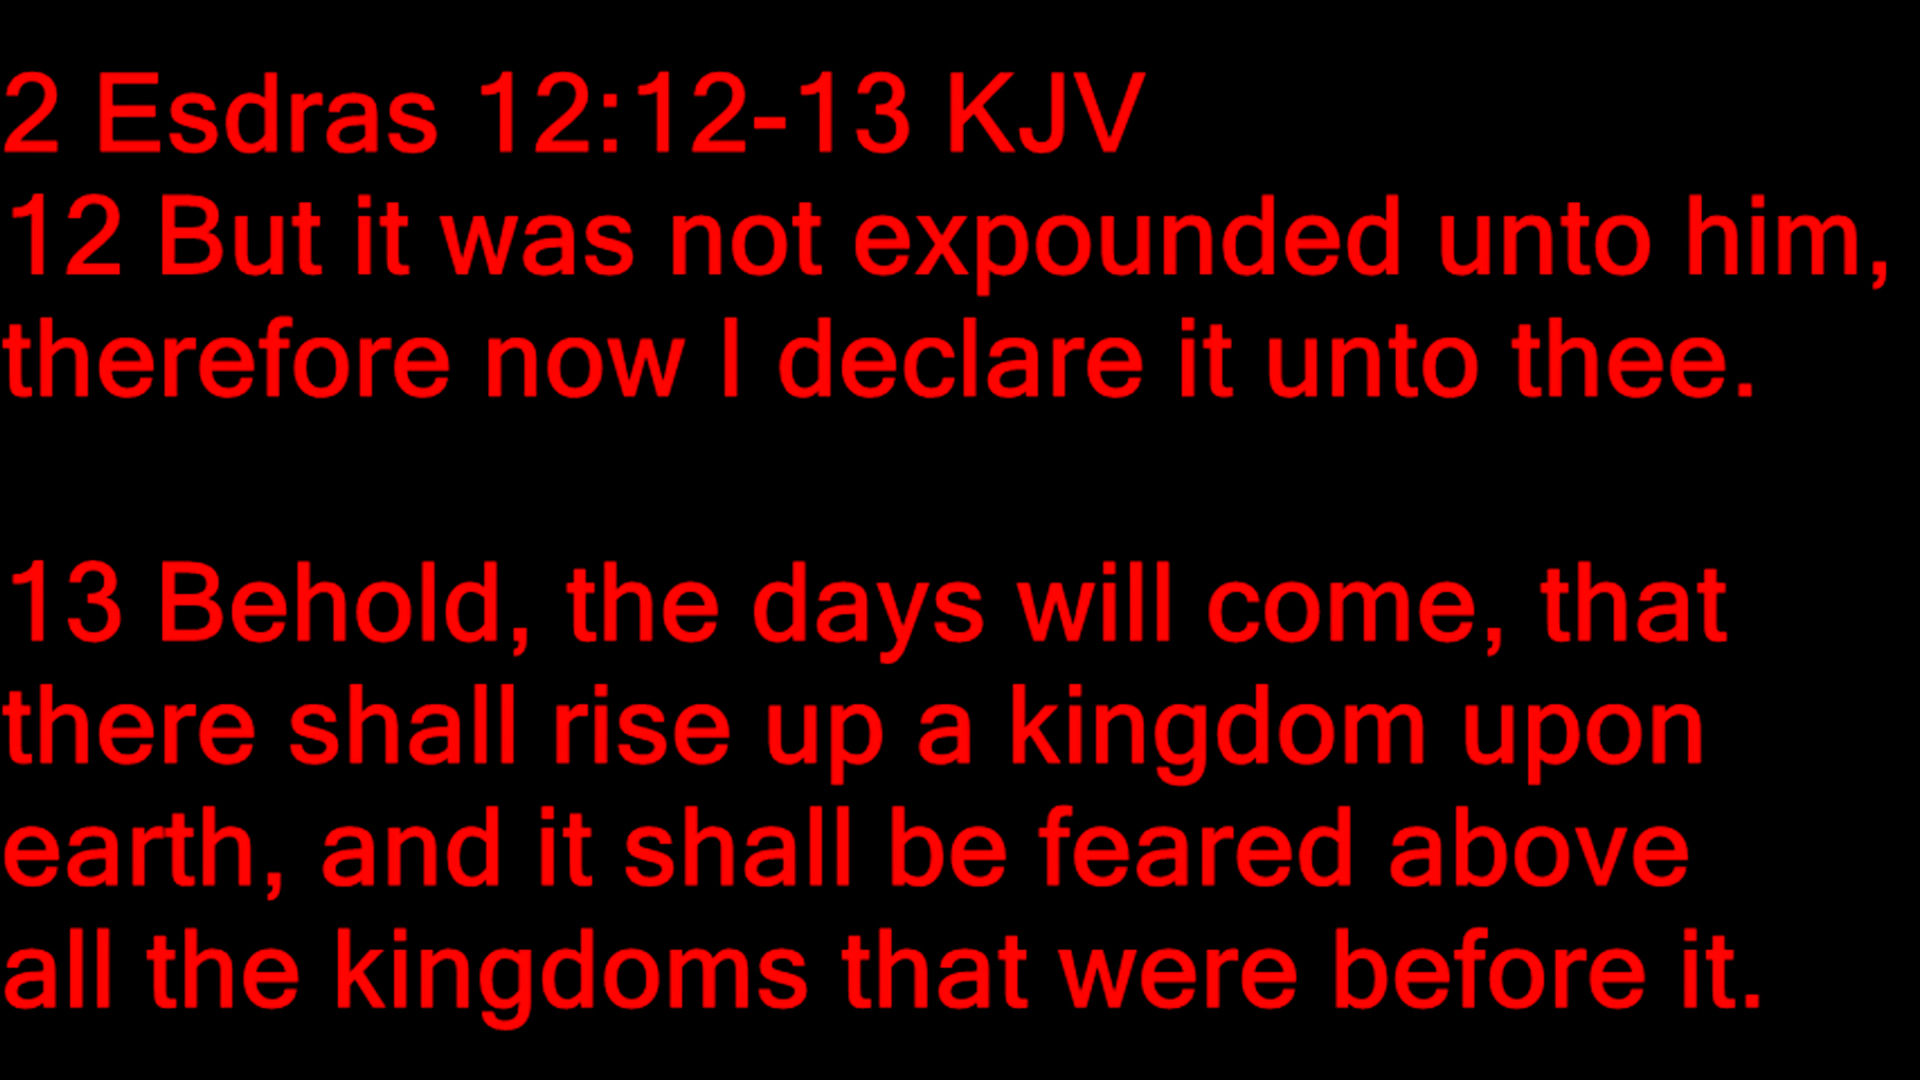 2 Esdras 12:12-13 KJV
12 But it was not expounded unto him,
therefore now I declare it unto thee.
13 Behold, the days will come, that
there shall rise up a kingdom upon
earth, and it shall be feared above
all the kingdoms that were before it.